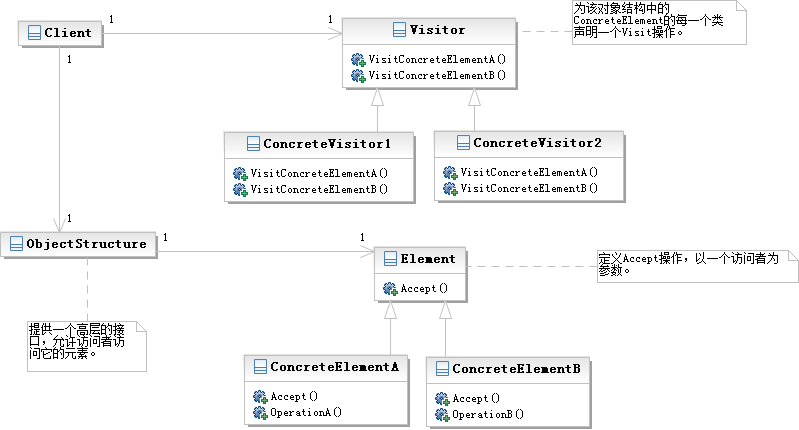 Client
1
1
Visitor
VisitConcreteElementA()
VisitConcreteElementB()
为该对象结构中的
ConcreteElement的每一个类
声明一个Visit操作。
1
ConcreteVisitor1
VisitConcreteElementA()
VisitConcreteElementB()
ConcreteVisitor2
VisitConcreteElementA()
VisitConcreteElementB()
1
ObjectStructure
1
1
Element
Accept()
定义Accept操作，以一个访问者为
参数。
提供一个高层的接
口，允许访问者访
问它的元素。
ConcreteElementA
Accept()
OperationA()
ConcreteElementB
Accept()
OperationB()